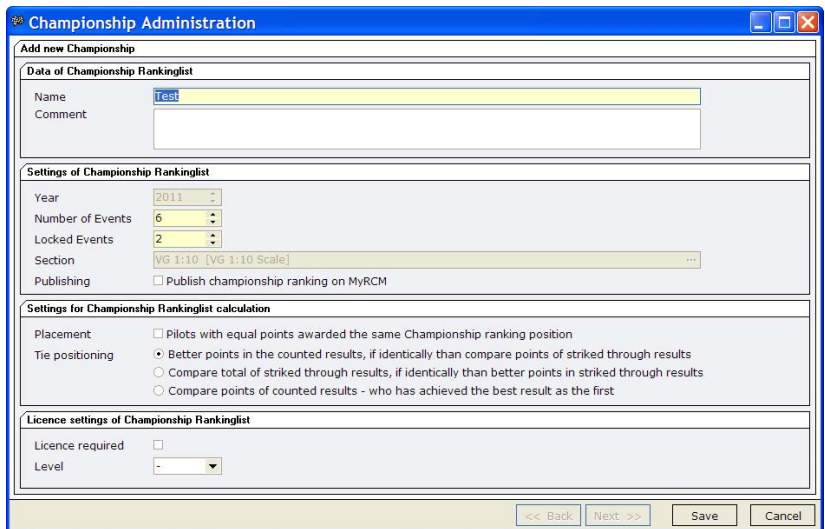 Championship Administration
Add new Championship
Data of Championship Rankinglist
Name Test
Comment
Settings of Championship Rankinglist
Year 2011
Number of Events 6
Locked Events 2
Section VG 1:10 [VG 1:10 Scale] ...
Publishing Publish championship ranking on MyRCM
Settings for Championship Rankinglist calculation
Placement Pilots with equal points awarded the same Championship ranking position
Tie positioning Better points in the counted results, if identically than compare points of striked through results
Compare total of striked through results, if identically than better points in striked through results
Compare points of counted results - who has achieved the best result as the first
Licence settings of Championship Rankinglist
Licence required
Level -
<< Back Next >> Save Cancel